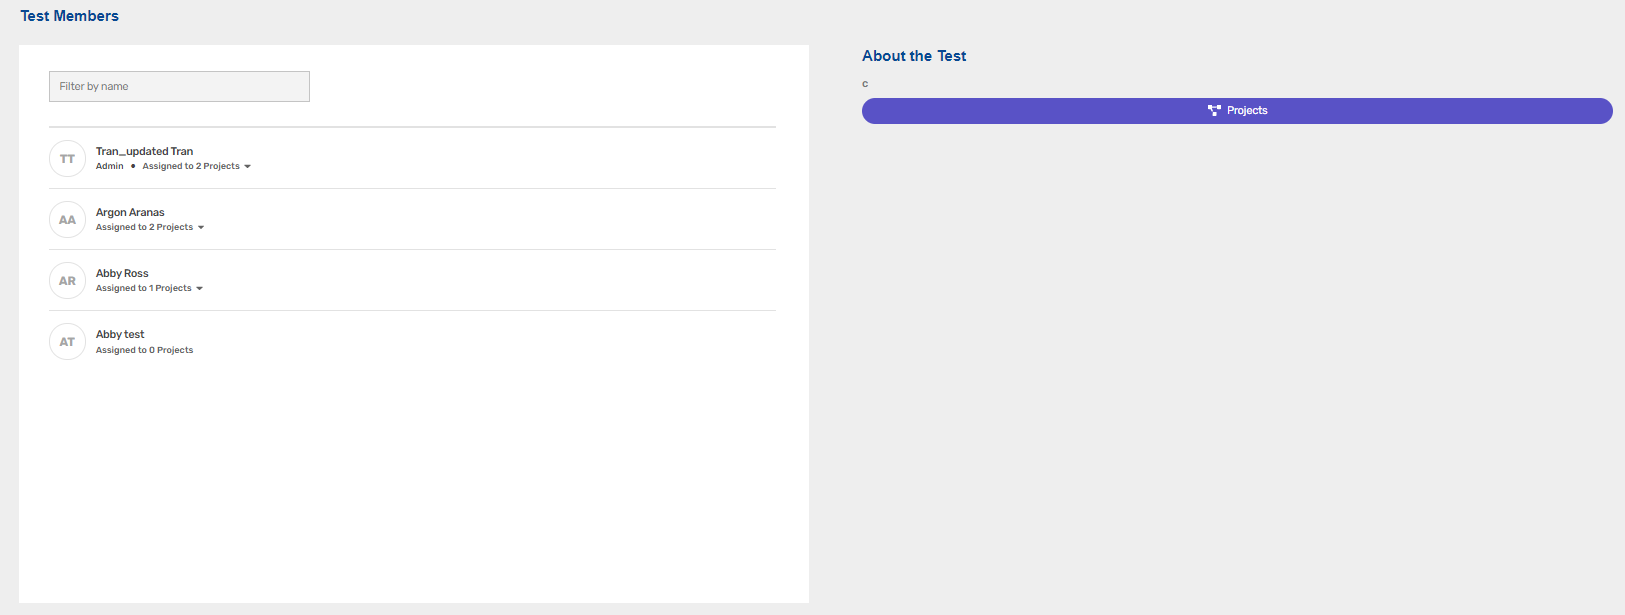 Test Members
Filter by name
TT
Tran_updated Tran
Admin • Assigned to 2 Projects
AA
Argon Aranas
Assigned to 2 Projects
AR
Abby Ross
Assigned to 1 Projects
AT
Abby test
Assigned to 0 Projects
About the Test
c
Projects